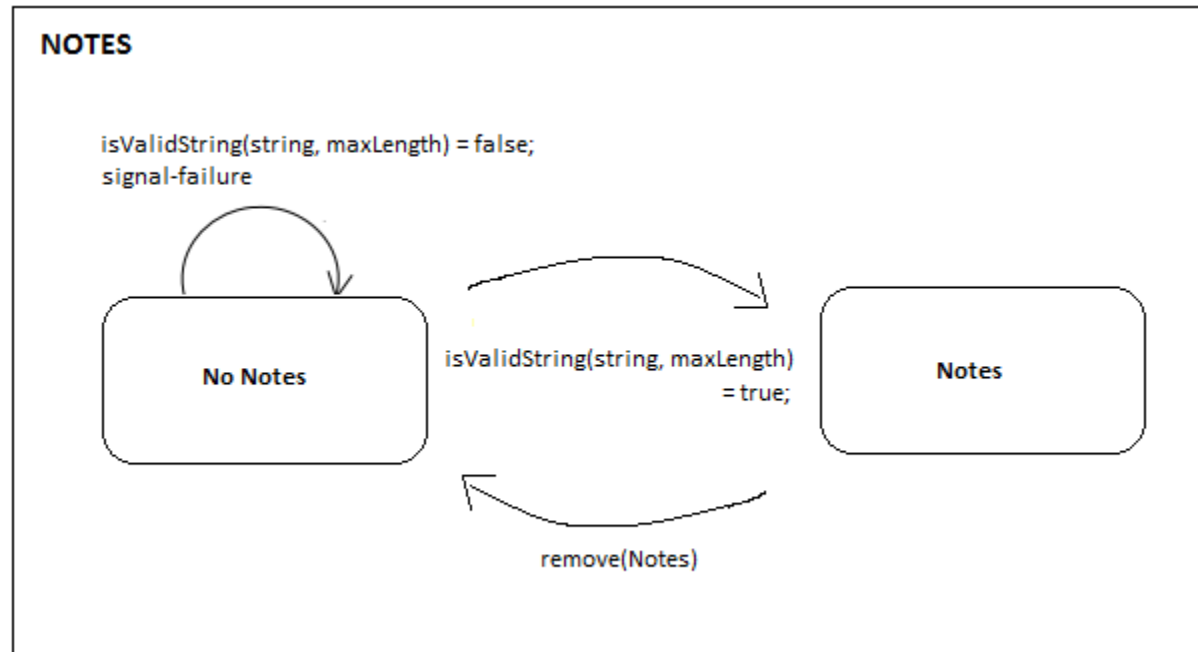 NOTES
isValidString(string, maxLength) = false;
signal-failure
No Notes
isValidString(string, maxLength)
= true;
Notes
remove(Notes)